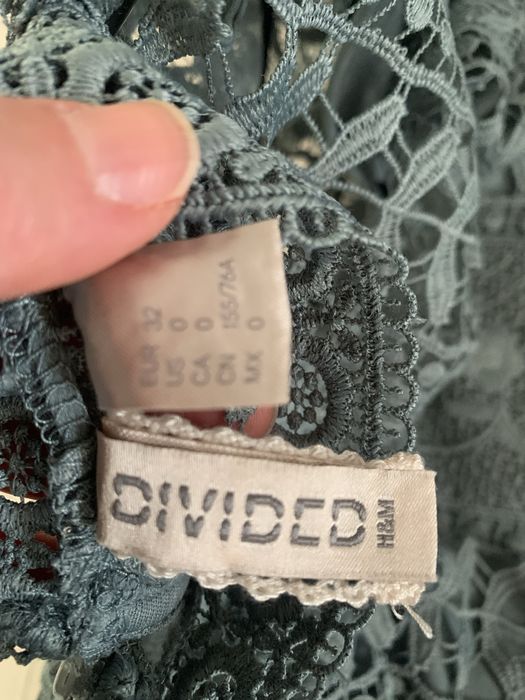 EUR 32
US 0
CA 0
CN 155/76A
MX 0
DIVIDED
H&M